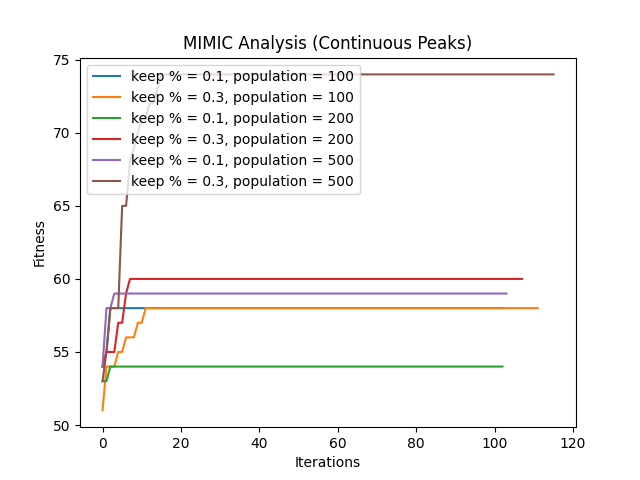 MIMIC Analysis (Continuous Peaks)
75
70
65
60
55
50
Fitness
keep % = 0.1, population = 100
keep % = 0.3, population = 100
keep % = 0.1, population = 200
keep % = 0.3, population = 200
keep % = 0.1, population = 500
keep % = 0.3, population = 500
0 20 40 60 80 100 120
Iterations